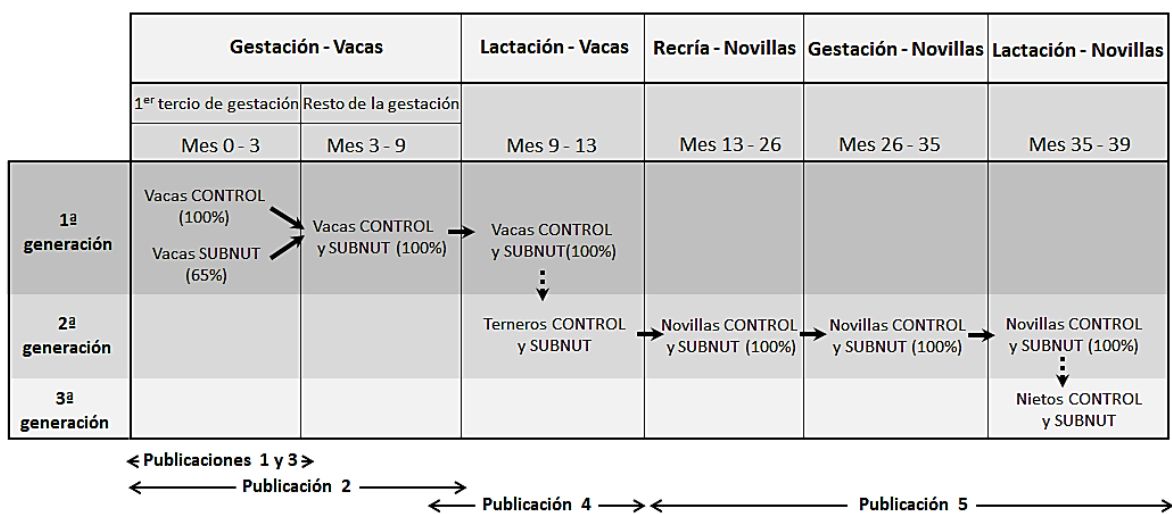 Gestación - Vacas
Lactación - Vacas
Recría - Novillas
Gestación - Novillas
Lactación - Novillas
1er tercio de gestación
Resto de la gestación
Mes 0 - 3
Mes 3 - 9
Mes 9 - 13
Mes 13 - 26
Mes 26 - 35
Mes 35 - 39
1ª
generación
Vacas CONTROL
(100%)
Vacas SUBNUT
(65%)
Vacas CONTROL
y SUBNUT (100%)
Vacas CONTROL
y SUBNUT(100%)
2ª
generación
Terneros CONTROL
y SUBNUT
Novillas CONTROL
y SUBNUT (100%)
Novillas CONTROL
y SUBNUT (100%)
Novillas CONTROL
y SUBNUT (100%)
3ª
generación
Nietos CONTROL
y SUBNUT
Publicaciones 1 y 3
Publicación 2
Publicación 4
Publicación 5